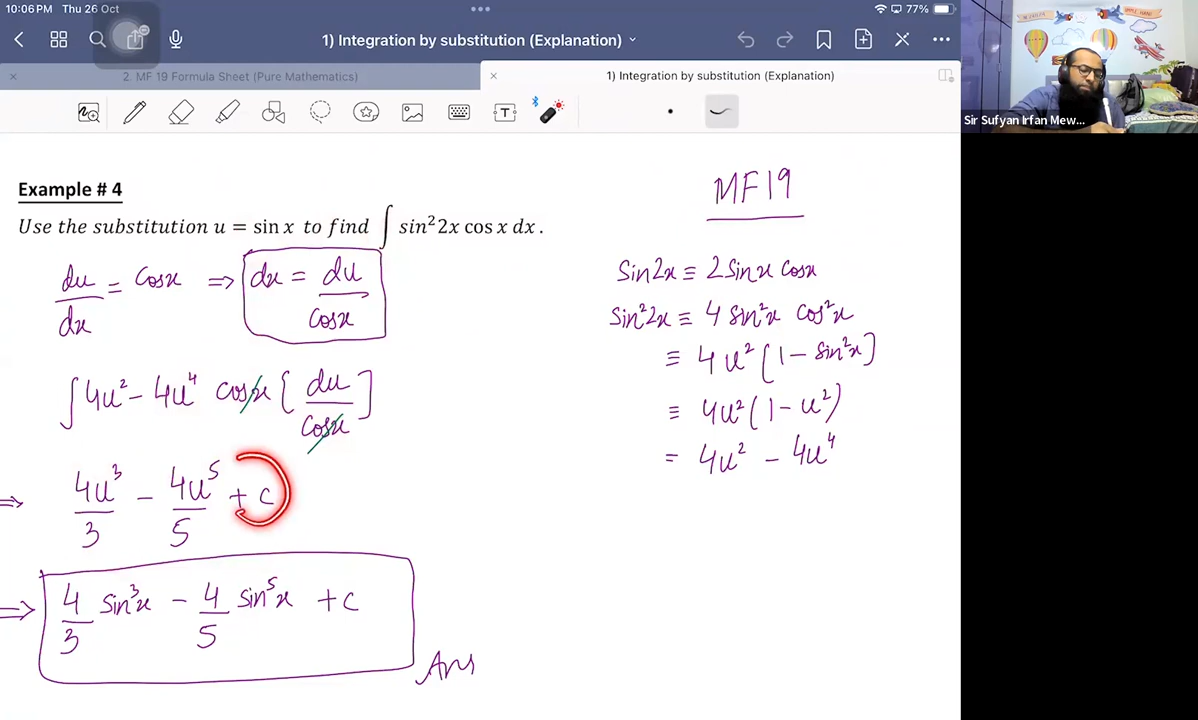 10:06 PM Thu 26 Oct
77%
1) Integration by substitution (Explanation)
2. MF 19 Formula Sheet (Pure Mathematics)
1) Integration by substitution (Explanation)
Sir Sufyan Irfan Mew...
Example # 4
Use the substitution u = sin x to find ∫ sin²2x cos x dx .
du/dx = cosx ⇒ dx = du/cosx
∫ 4u² − 4u⁴ cosx [ du/cosx ]
⇒ 4u³/3 − 4u⁵/5 + c
⇒ 4/3 sin³x − 4/5 sin⁵x + c
Ans
MF19
Sin2x ≡ 2Sinx cosx
Sin²2x ≡ 4 Sin²x cos²x
≡ 4u² [1 − sin²x]
≡ 4u² (1 − u²)
= 4u² − 4u⁴